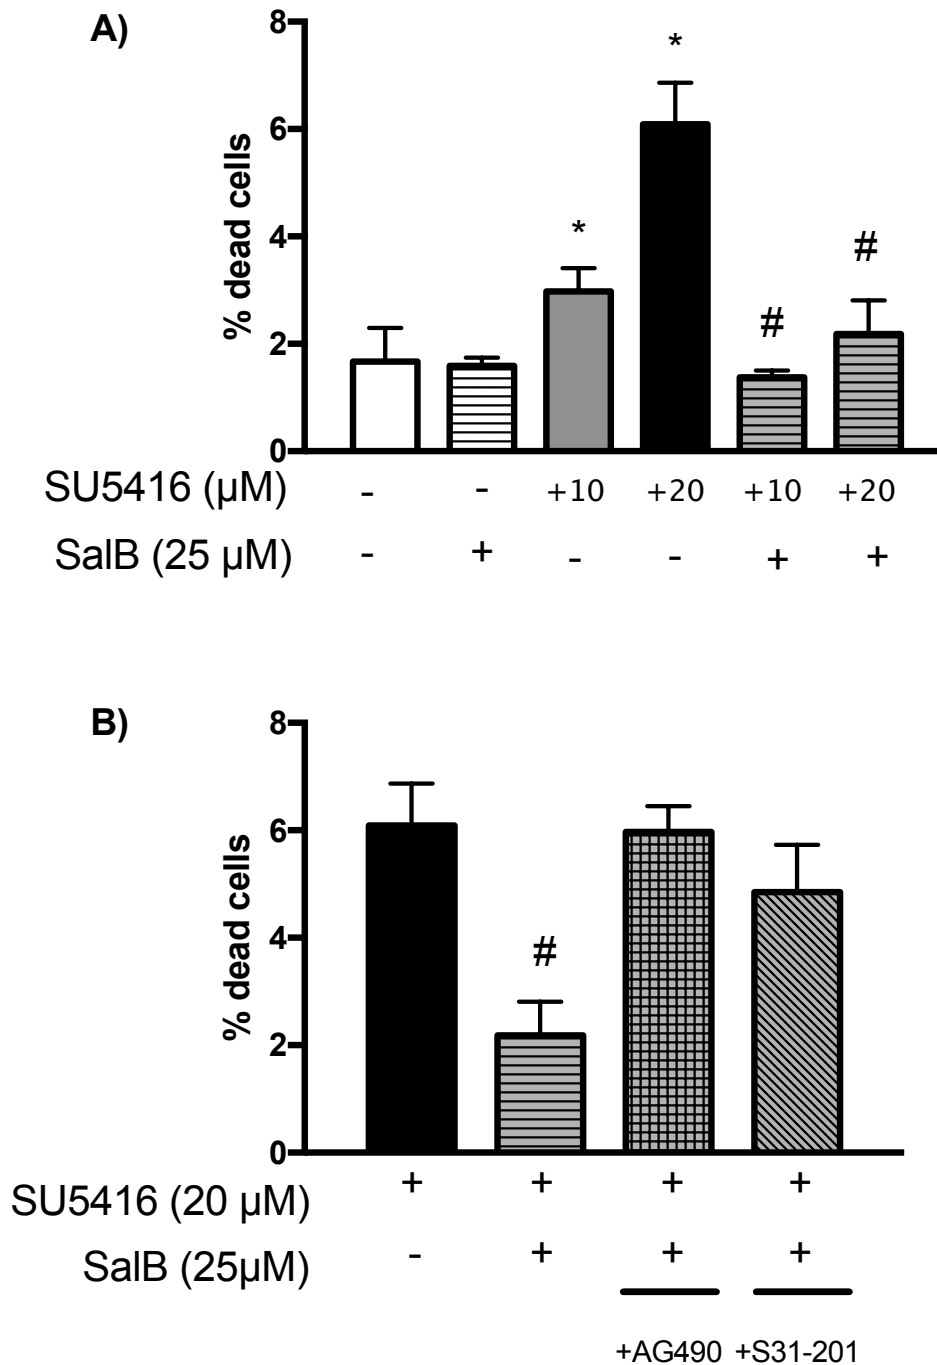 A)
% dead cells
8
6
4
2
0
*
*
#
#
SU5416 (µM) - - +10 +20 +10 +20
SalB (25 µM) - + - - + +
B)
% dead cells
8
6
4
2
0
#
SU5416 (20 µM) + + + +
SalB (25µM) - + + +
+AG490 +S31-201